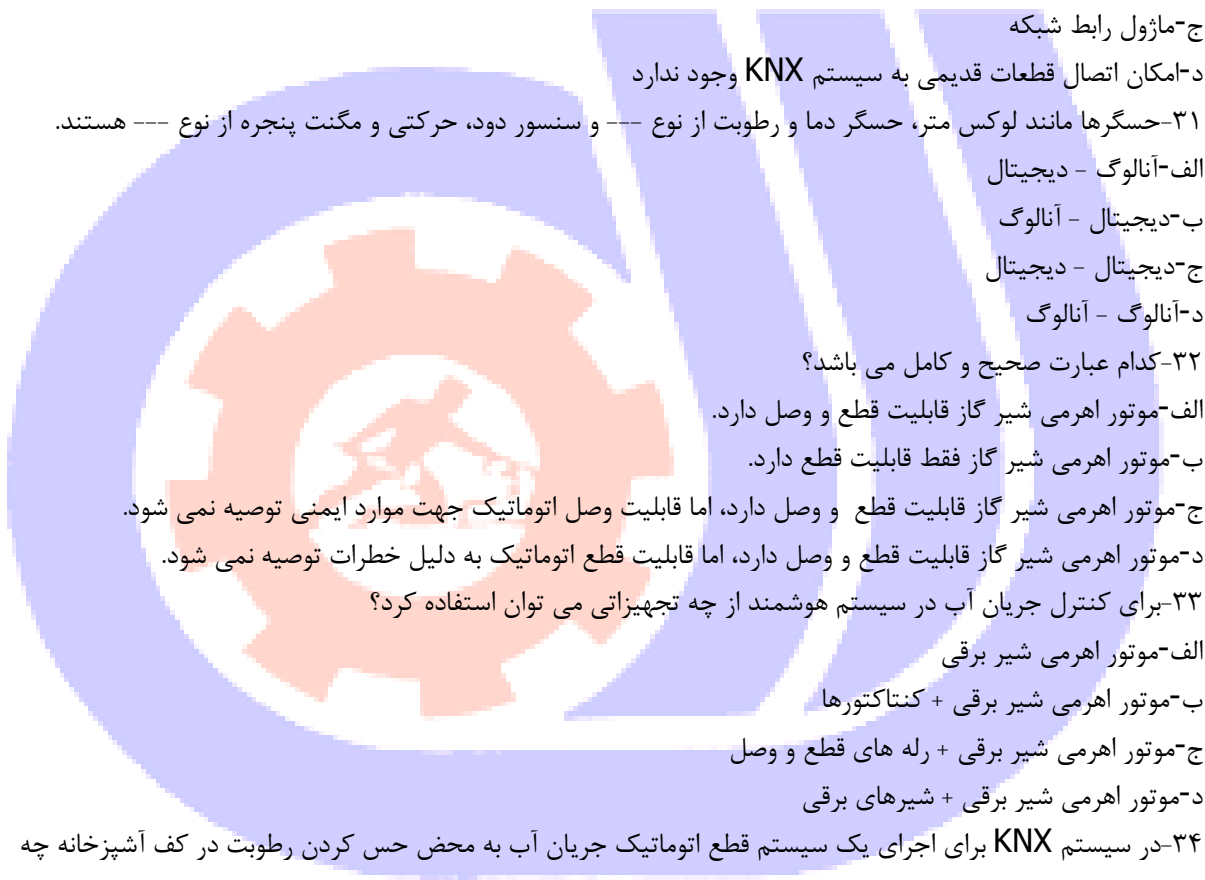 ج-ماژول رابط شبکه
د-امکان اتصال قطعات قدیمی به سیستم KNX وجود ندارد
۳۱-حسگرها مانند لوکس متر، حسگر دما و رطوبت از نوع --- و سنسور دود، حرکتی و مگنت پنجره از نوع --- هستند.
الف-آنالوگ - دیجیتال
ب-دیجیتال - آنالوگ
ج-دیجیتال - دیجیتال
د-آنالوگ - آنالوگ
۳۲-کدام عبارت صحیح و کامل می باشد؟
الف-موتور اهرمی شیر گاز قابلیت قطع و وصل دارد.
ب-موتور اهرمی شیر گاز فقط قابلیت قطع دارد.
ج-موتور اهرمی شیر گاز قابلیت قطع و وصل دارد، اما قابلیت وصل اتوماتیک جهت موارد ایمنی توصیه نمی شود.
د-موتور اهرمی شیر گاز قابلیت قطع و وصل دارد، اما قابلیت قطع اتوماتیک به دلیل خطرات توصیه نمی شود.
۳۳-برای کنترل جریان آب در سیستم هوشمند از چه تجهیزاتی می توان استفاده کرد؟
الف-موتور اهرمی شیر برقی
ب-موتور اهرمی شیر برقی + کنتاکتورها
ج-موتور اهرمی شیر برقی + رله های قطع و وصل
د-موتور اهرمی شیر برقی + شیرهای برقی
۳۴-در سیستم KNX برای اجرای یک سیستم قطع اتوماتیک جریان آب به محض حس کردن رطوبت در کف آشپزخانه چه